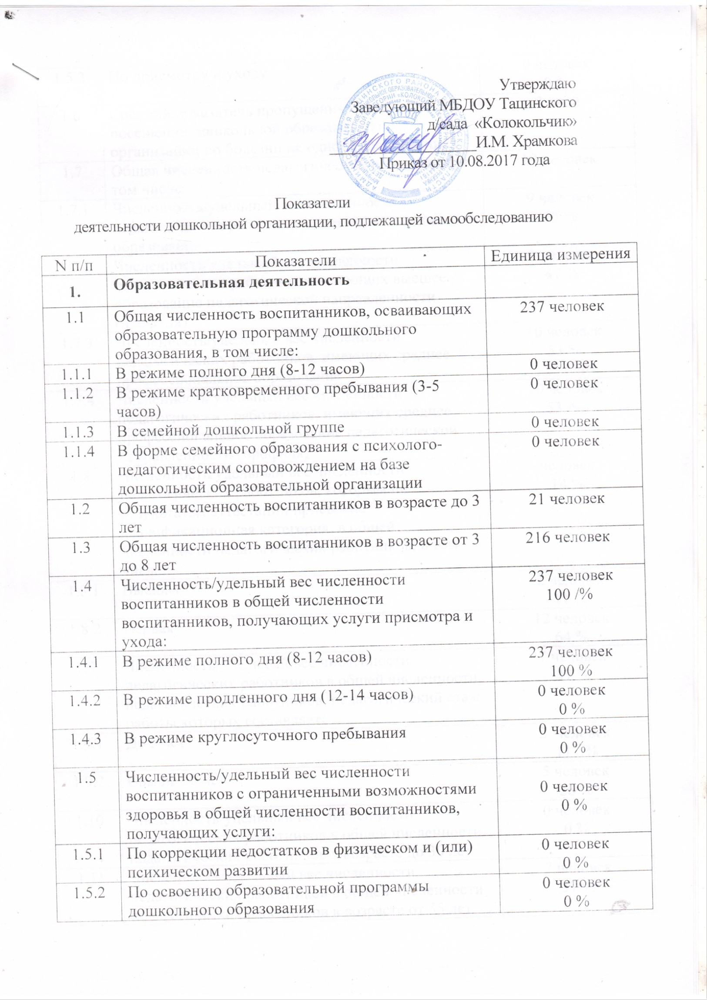 Утверждаю
Заведующий МБДОУ Тацинского
д/сада «Колокольчик»
И.М. Храмкова
Приказ от 10.08.2017 года
Показатели
деятельности дошкольной организации, подлежащей самообследованию
N п/п Показатели Единица измерения
1. Образовательная деятельность
1.1 Общая численность воспитанников, осваивающих 237 человек
образовательную программу дошкольного
образования, в том числе:
1.1.1 В режиме полного дня (8-12 часов) 0 человек
1.1.2 В режиме кратковременного пребывания (3-5 0 человек
часов)
1.1.3 В семейной дошкольной группе 0 человек
1.1.4 В форме семейного образования с психолого- 0 человек
педагогическим сопровождением на базе
дошкольной образовательной организации
1.2 Общая численность воспитанников в возрасте до 3 21 человек
лет
1.3 Общая численность воспитанников в возрасте от 3 216 человек
до 8 лет
1.4 Численность/удельный вес численности 237 человек
воспитанников в общей численности 100 /%
воспитанников, получающих услуги присмотра и
ухода:
1.4.1 В режиме полного дня (8-12 часов) 237 человек
100 %
1.4.2 В режиме продленного дня (12-14 часов) 0 человек
0 %
1.4.3 В режиме круглосуточного пребывания 0 человек
0 %
1.5 Численность/удельный вес численности
воспитанников с ограниченными возможностями 0 человек
здоровья в общей численности воспитанников, 0 %
получающих услуги:
1.5.1 По коррекции недостатков в физическом и (или) 0 человек
психическом развитии 0 %
1.5.2 По освоению образовательной программы 0 человек
дошкольного образования 0 %